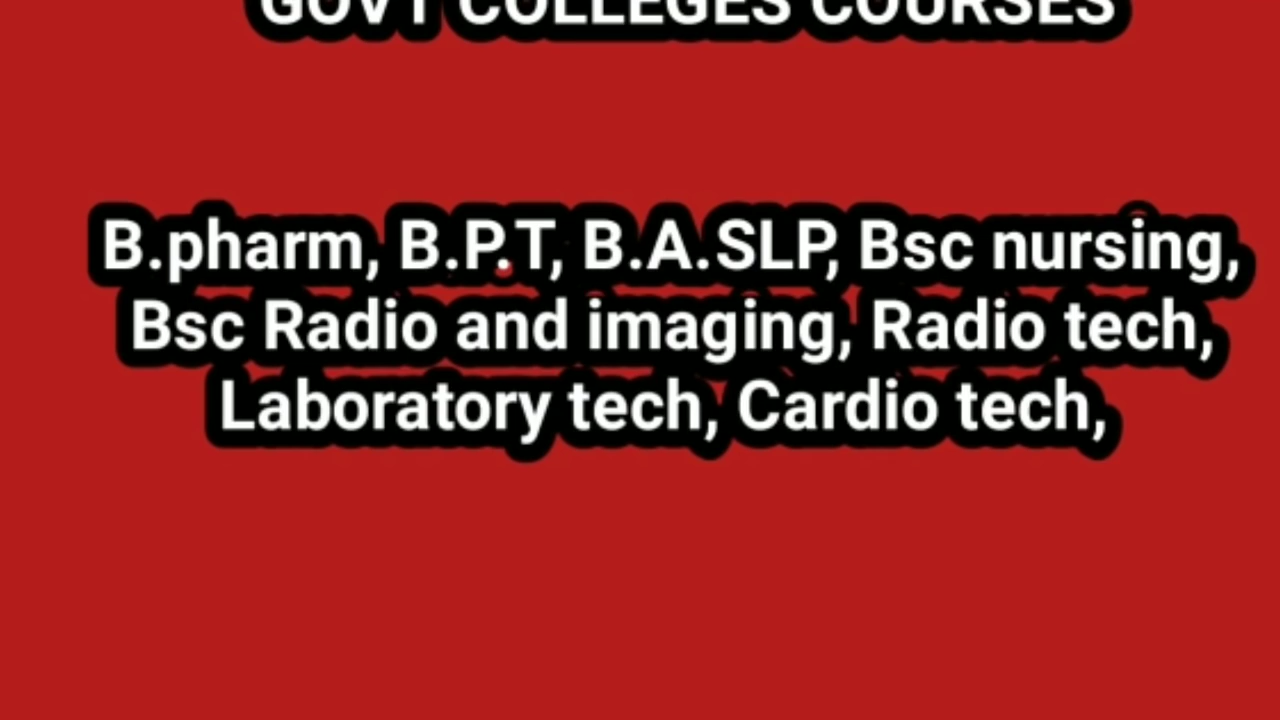 GOVT COLLEGES COURSES
B.pharm, B.P.T, B.A.SLP, Bsc nursing,
Bsc Radio and imaging, Radio tech,
Laboratory tech, Cardio tech,